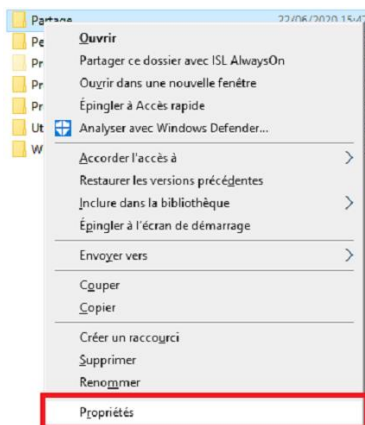 Partage 22/06/2020 15:47
Pe
Pr
Pr
Pr
Ut
W
Ouvrir
Partager ce dossier avec ISL AlwaysOn
Ouvrir dans une nouvelle fenêtre
Épingler à Accès rapide
Analyser avec Windows Defender...
Accorder l'accès à
Restaurer les versions précédentes
Inclure dans la bibliothèque
Épingler à l'écran de démarrage
Envoyer vers
Couper
Copier
Créer un raccourci
Supprimer
Renommer
Propriétés